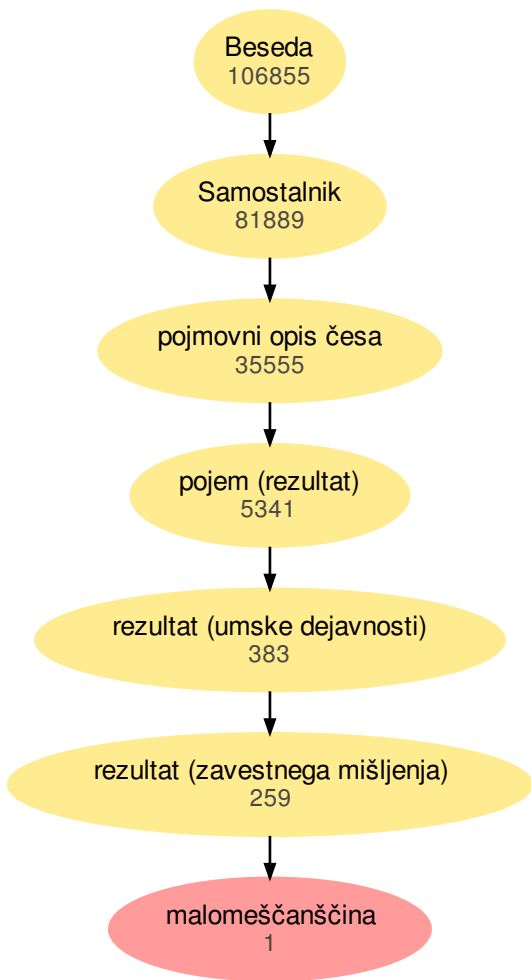 Beseda
106855
Samostalnik
81889
pojmovni opis česa
35555
pojem (rezultat)
5341
rezultat (umske dejavnosti)
383
rezultat (zavestnega mišljenja)
259
malomeščanščina
1